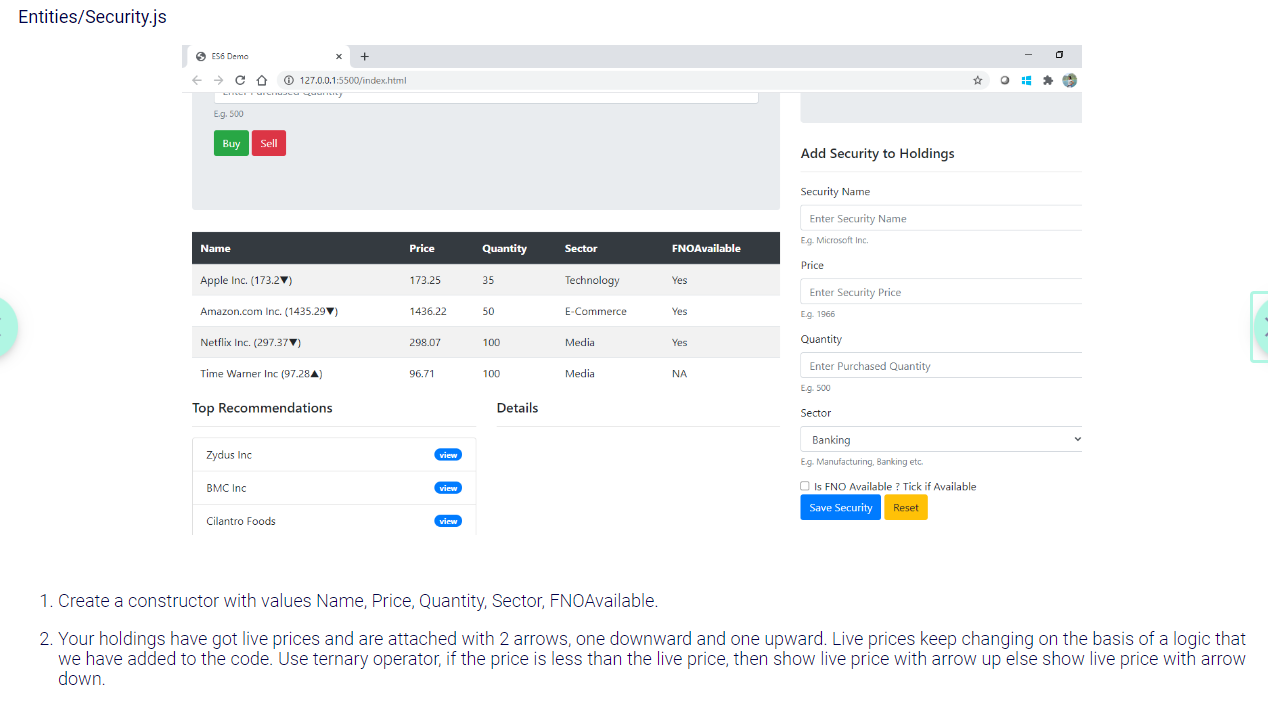 Entities/Security.js
ES6 Demo
127.0.0.1:5500/index.html
Enter Purchased Quantity
E.g. 500
Buy Sell
Name Price Quantity Sector FNOAvailable
Apple Inc. (173.2▼) 173.25 35 Technology Yes
Amazon.com Inc. (1435.29▼) 1436.22 50 E-Commerce Yes
Netflix Inc. (297.37▼) 298.07 100 Media Yes
Time Warner Inc (97.28▲) 96.71 100 Media NA
Top Recommendations
Zydus Inc view
BMC Inc view
Cilantro Foods view
Details
Add Security to Holdings
Security Name
Enter Security Name
E.g. Microsoft Inc.
Price
Enter Security Price
E.g. 1966
Quantity
Enter Purchased Quantity
E.g. 500
Sector
Banking
E.g. Manufacturing, Banking etc.
Is FNO Available ? Tick if Available
Save Security Reset
1. Create a constructor with values Name, Price, Quantity, Sector, FNOAvailable.
2. Your holdings have got live prices and are attached with 2 arrows, one downward and one upward. Live prices keep changing on the basis of a logic that
we have added to the code. Use ternary operator, if the price is less than the live price, then show live price with arrow up else show live price with arrow
down.